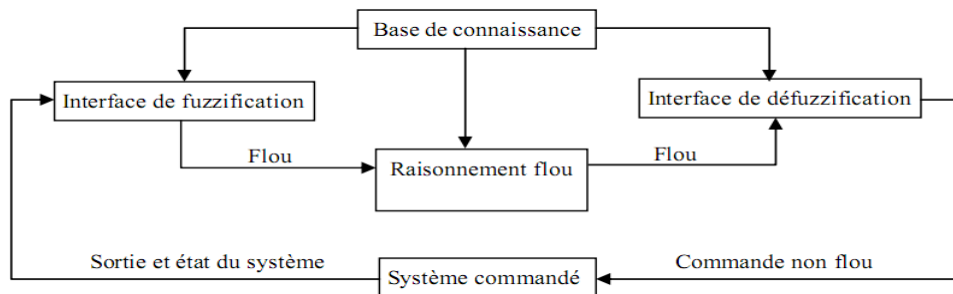 Base de connaissance
Interface de fuzzification
Interface de défuzzification
Flou
Flou
Raisonnement flou
Sortie et état du système
Système commandé
Commande non flou